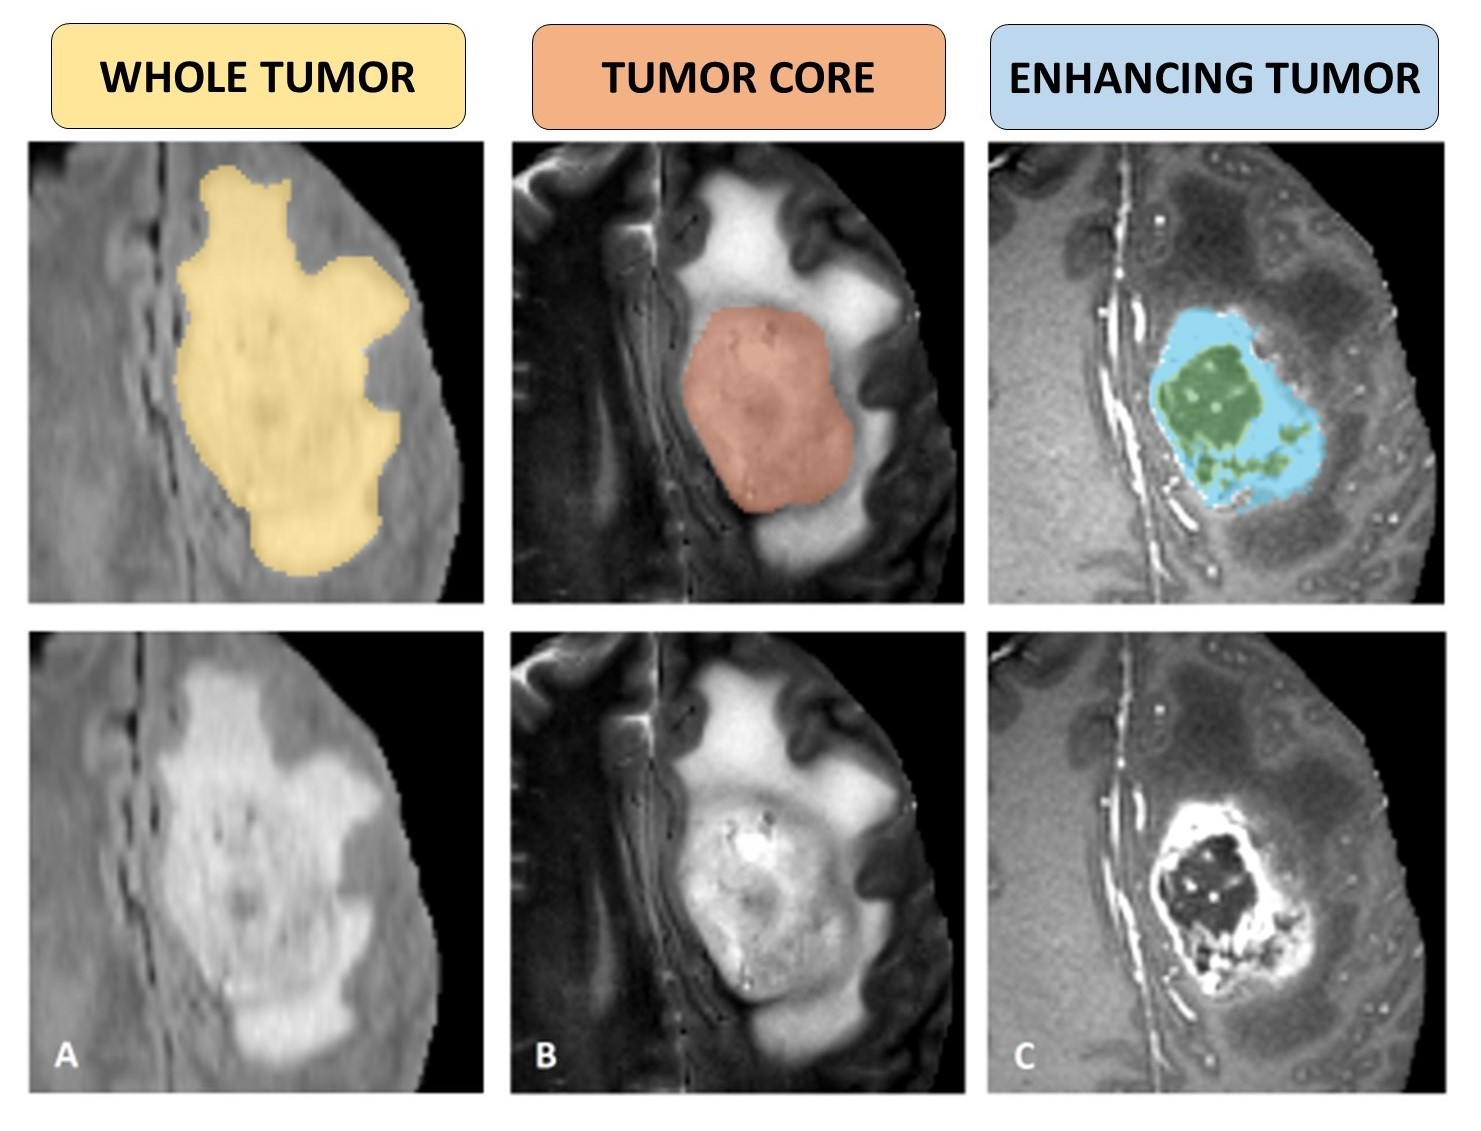 WHOLE TUMOR
TUMOR CORE
ENHANCING TUMOR
A
B
C